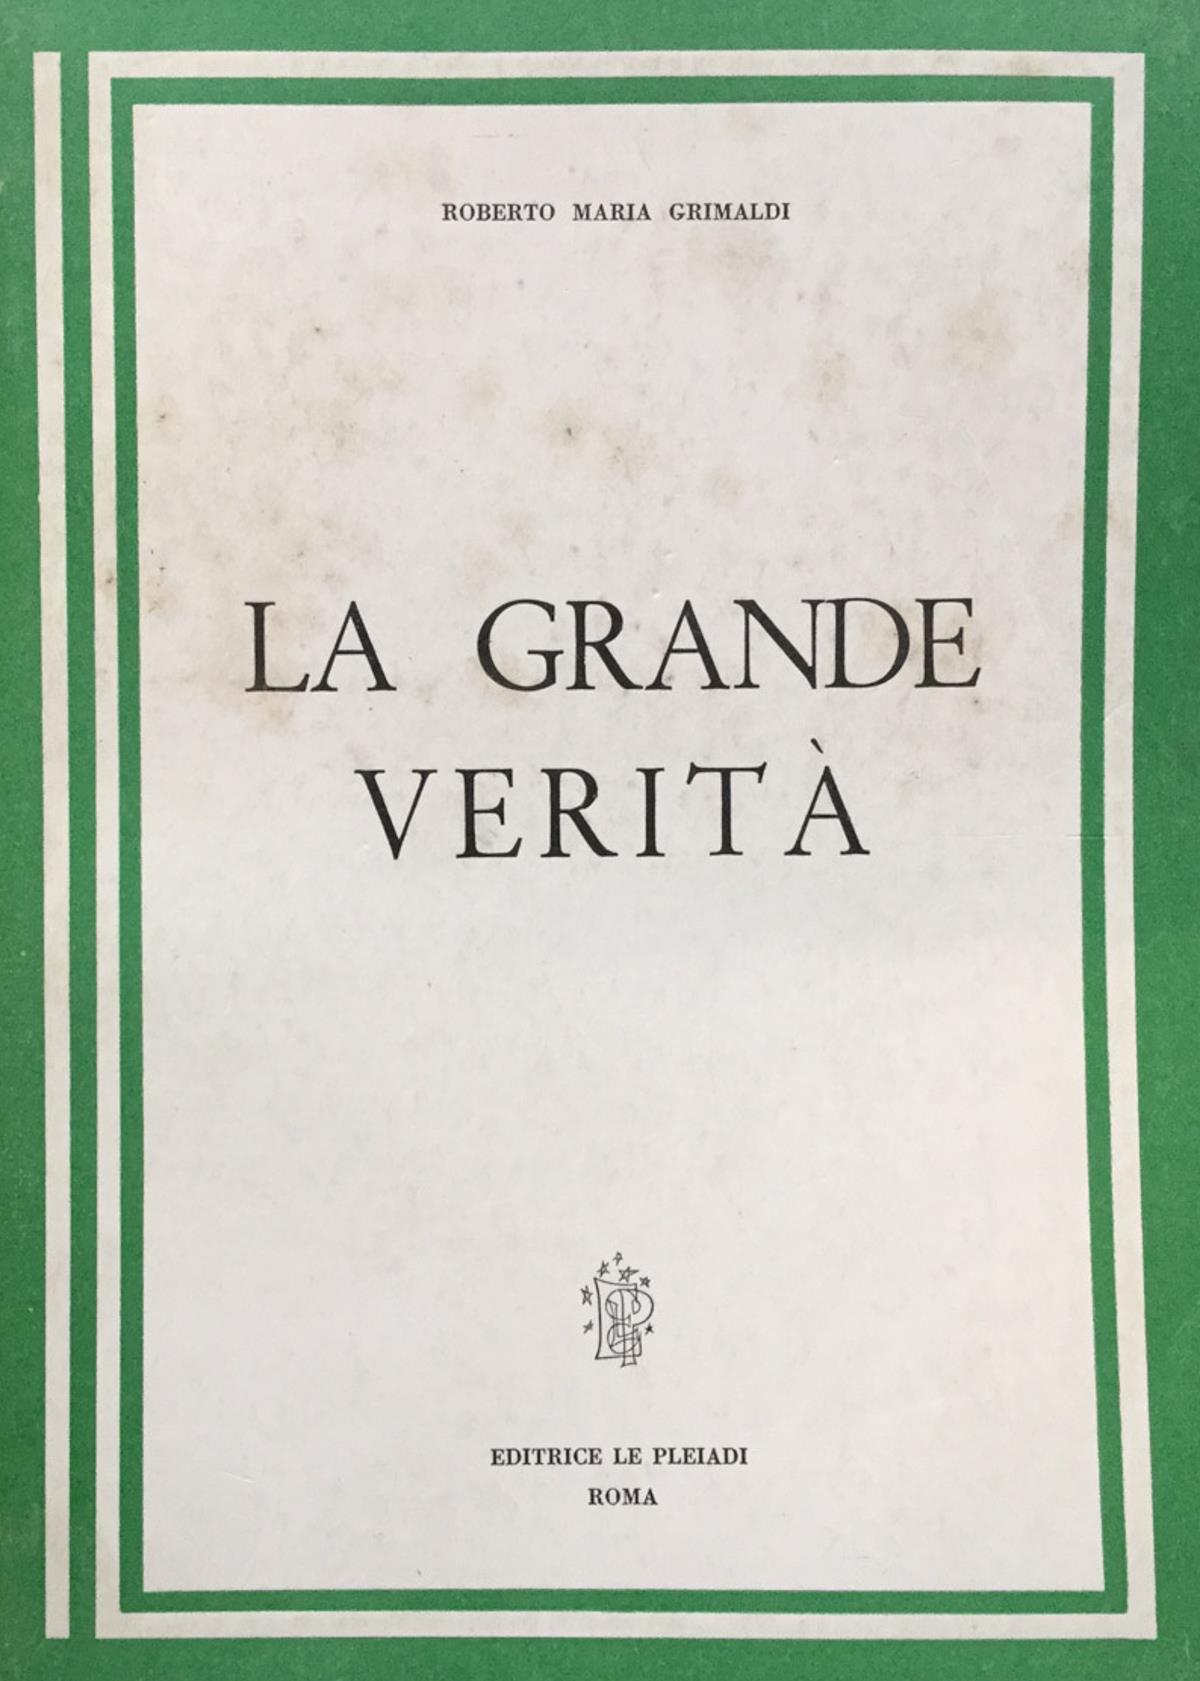 ROBERTO MARIA GRIMALDI
LA GRANDE
VERITÀ
EDITRICE LE PLEIADI
ROMA